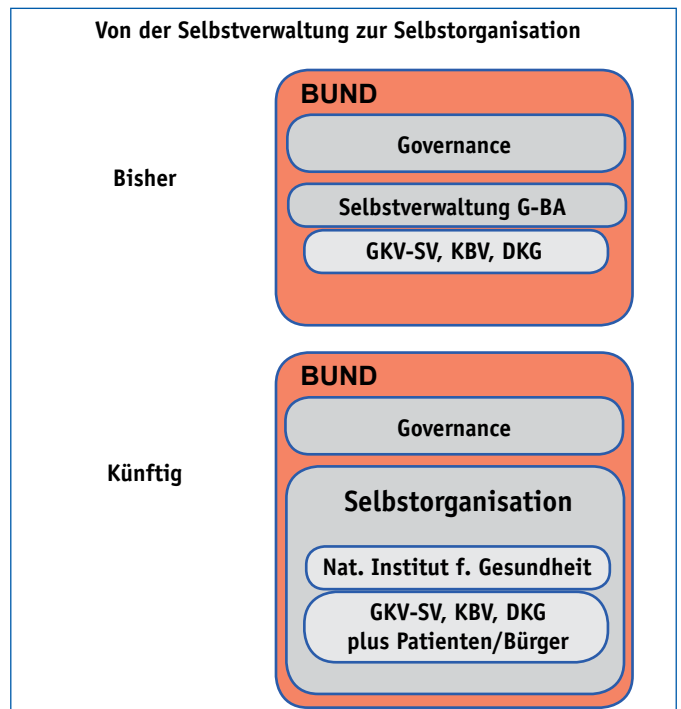 Von der Selbstverwaltung zur Selbstorganisation
Bisher
BUND
Governance
Selbstverwaltung G-BA
GKV-SV, KBV, DKG
Künftig
BUND
Governance
Selbstorganisation
Nat. Institut f. Gesundheit
GKV-SV, KBV, DKG
plus Patienten/Bürger